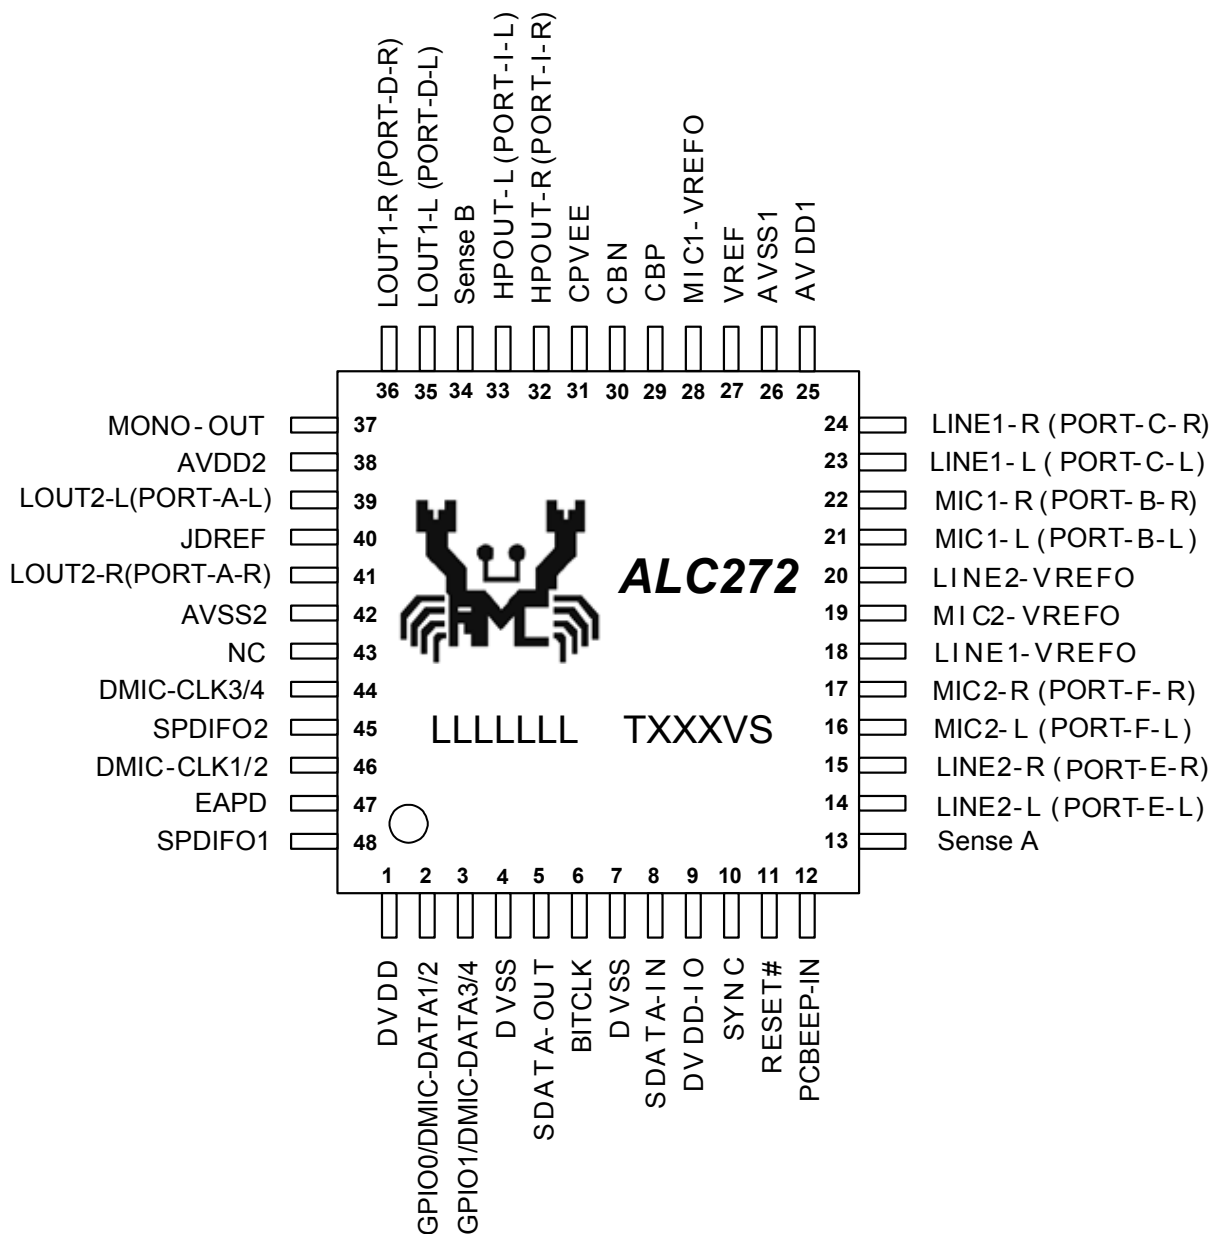 LOUT1-R (PORT-D-R)
LOUT1-L (PORT-D-L)
Sense B
HPOUT-L (PORT-I-L)
HPOUT-R (PORT-I-R)
CPVEE
CBN
CBP
MIC1-VREFO
VREF
AVSS1
AVDD1
36 35 34 33 32 31 30 29 28 27 26 25
MONO-OUT 37
AVDD2 38
LOUT2-L(PORT-A-L) 39
JDREF 40
LOUT2-R(PORT-A-R) 41
AVSS2 42
NC 43
DMIC-CLK3/4 44
SPDIFO2 45
DMIC-CLK1/2 46
EAPD 47
SPDIFO1 48
ALC272
LLLLLLL TXXXVS
24 LINE1-R (PORT-C-R)
23 LINE1-L (PORT-C-L)
22 MIC1-R (PORT-B-R)
21 MIC1-L (PORT-B-L)
20 LINE2-VREFO
19 MIC2-VREFO
18 LINE1-VREFO
17 MIC2-R (PORT-F-R)
16 MIC2-L (PORT-F-L)
15 LINE2-R (PORT-E-R)
14 LINE2-L (PORT-E-L)
13 Sense A
1 2 3 4 5 6 7 8 9 10 11 12
DVDD
GPIO0/DMIC-DATA1/2
GPIO1/DMIC-DATA3/4
DVSS
SDATA-OUT
BITCLK
DVSS
SDATA-IN
DVDD-IO
SYNC
RESET#
PCBEEP-IN